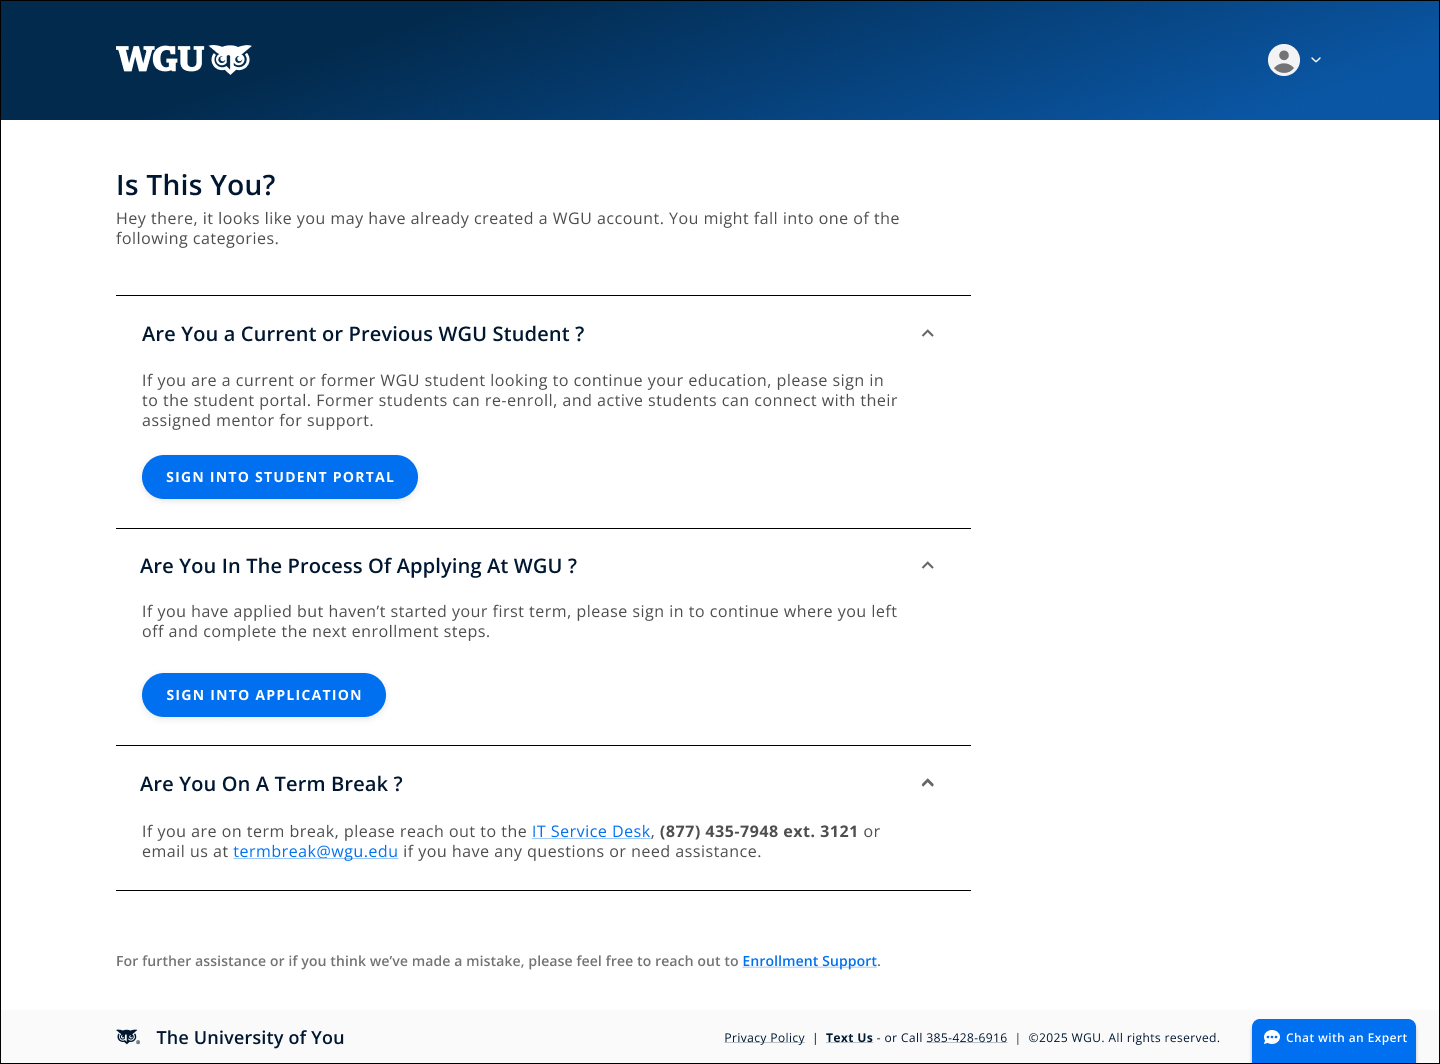 WGU
Is This You?
Hey there, it looks like you may have already created a WGU account. You might fall into one of the
following categories.
Are You a Current or Previous WGU Student ?
If you are a current or former WGU student looking to continue your education, please sign in
to the student portal. Former students can re-enroll, and active students can connect with their
assigned mentor for support.
SIGN INTO STUDENT PORTAL
Are You In The Process Of Applying At WGU ?
If you have applied but haven’t started your first term, please sign in to continue where you left
off and complete the next enrollment steps.
SIGN INTO APPLICATION
Are You On A Term Break ?
If you are on term break, please reach out to the IT Service Desk, (877) 435-7948 ext. 3121 or
email us at termbreak@wgu.edu if you have any questions or need assistance.
For further assistance or if you think we’ve made a mistake, please feel free to reach out to Enrollment Support.
The University of You
Privacy Policy | Text Us - or Call 385-428-6916 | ©2025 WGU. All rights reserved.
Chat with an Expert